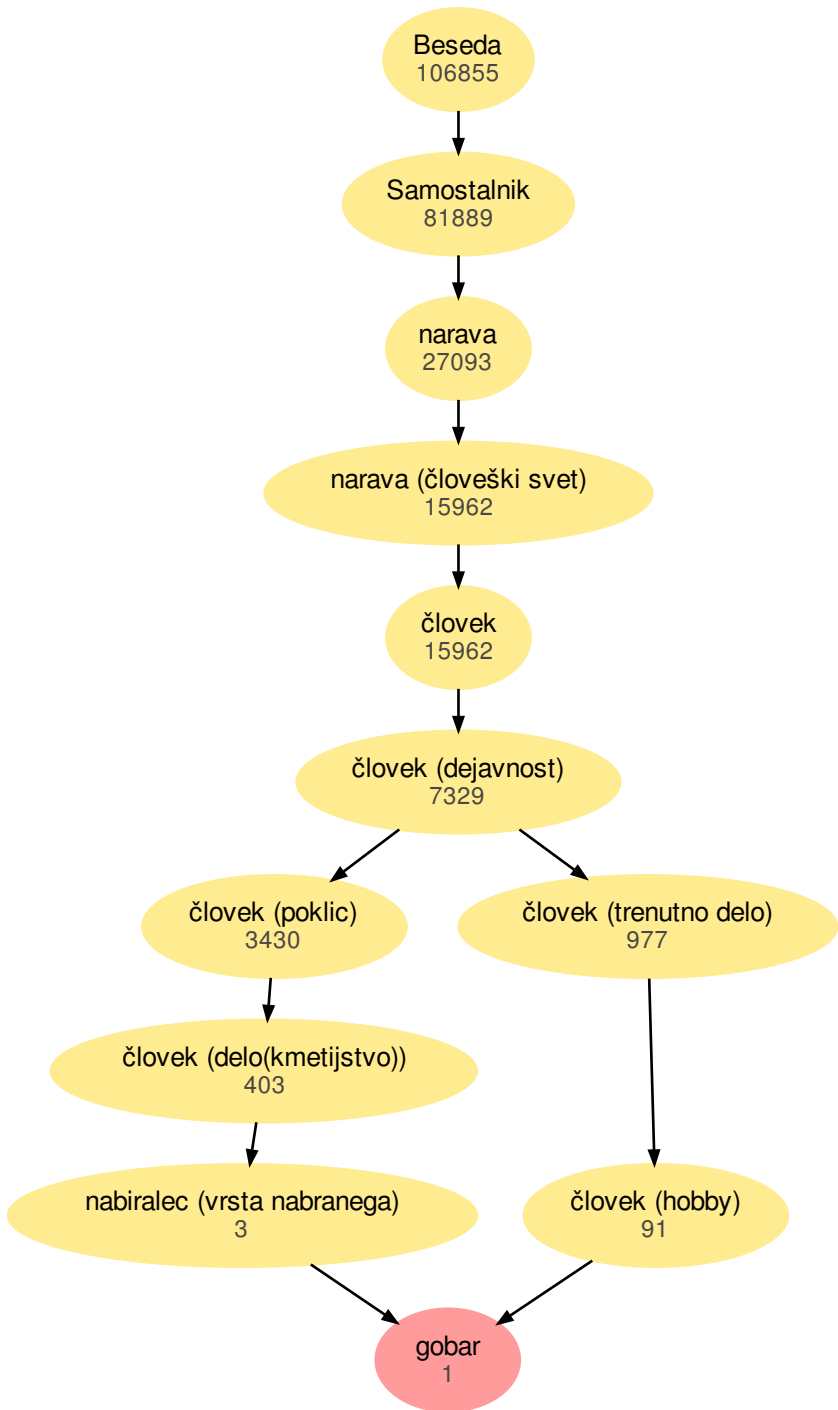 Beseda
106855
Samostalnik
81889
narava
27093
narava (človeški svet)
15962
človek
15962
človek (dejavnost)
7329
človek (poklic)
3430
človek (trenutno delo)
977
človek (delo(kmetijstvo))
403
nabiralec (vrsta nabranega)
3
človek (hobby)
91
gobar
1